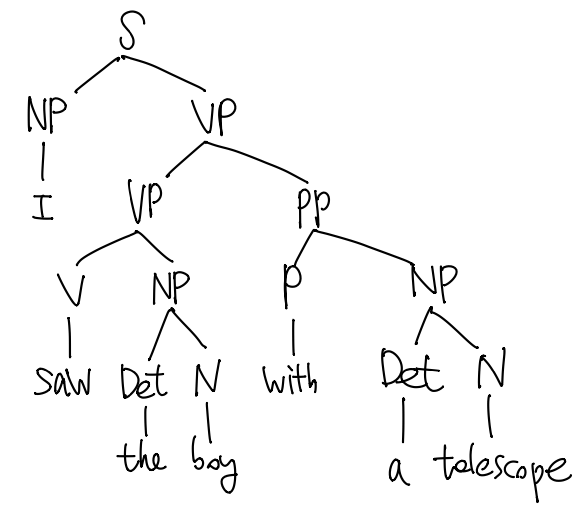 S
NP VP
I VP PP
V NP P NP
saw Det N with Det N
the boy a telescope